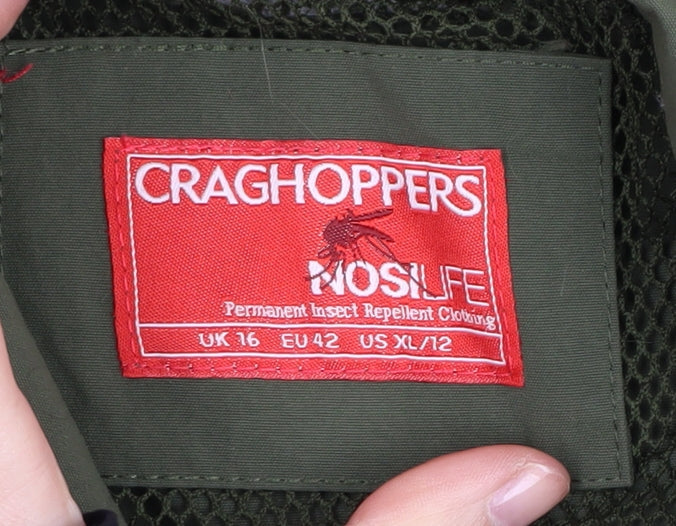 CRAGHOPPERS
NOSILIFE
Permanent Insect Repellent Clothing
UK 16 EU 42 US XL/12